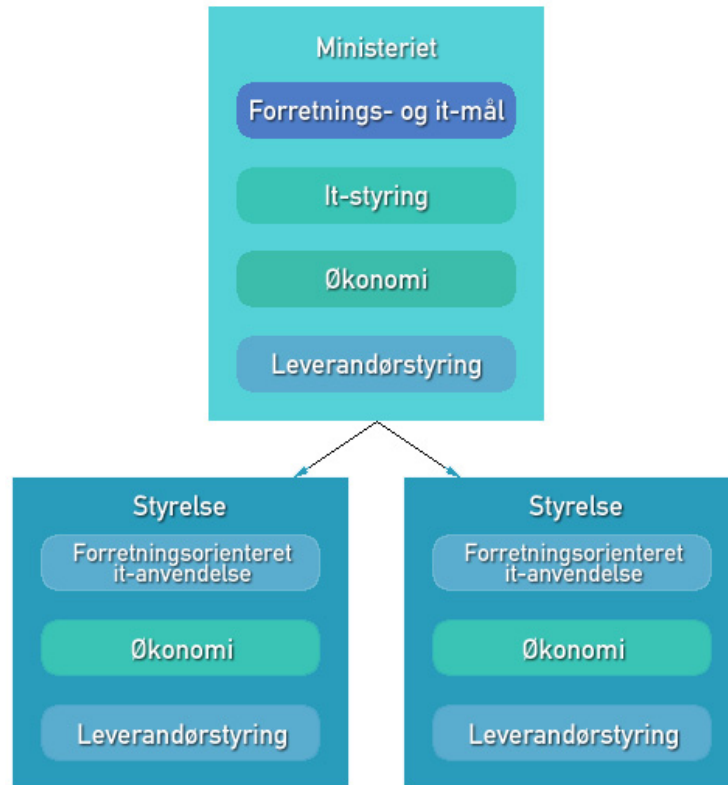 Ministeriet
Forretnings- og it-mål
It-styring
Økonomi
Leverandørstyring
Styrelse
Forretningsorienteret
it-anvendelse
Økonomi
Leverandørstyring
Styrelse
Forretningsorienteret
it-anvendelse
Økonomi
Leverandørstyring